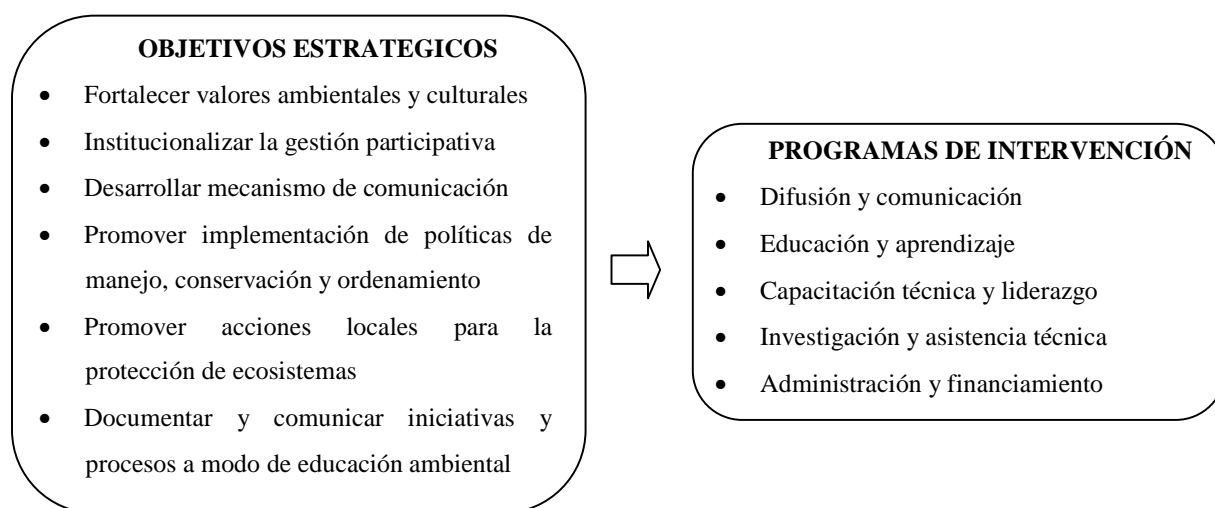 OBJETIVOS ESTRATEGICOS
• Fortalecer valores ambientales y culturales
• Institucionalizar la gestión participativa
• Desarrollar mecanismo de comunicación
• Promover implementación de políticas de
manejo, conservación y ordenamiento
• Promover acciones locales para la
protección de ecosistemas
• Documentar y comunicar iniciativas y
procesos a modo de educación ambiental
PROGRAMAS DE INTERVENCIÓN
• Difusión y comunicación
• Educación y aprendizaje
• Capacitación técnica y liderazgo
• Investigación y asistencia técnica
• Administración y financiamiento